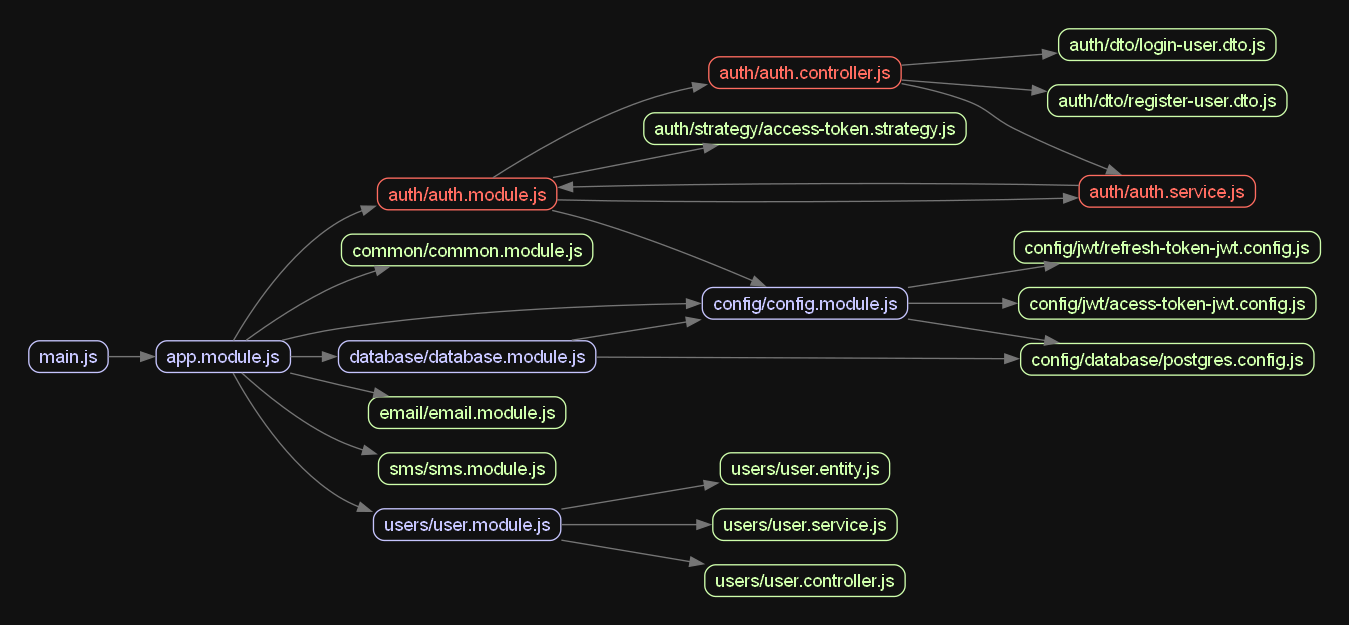 auth/dto/login-user.dto.js
auth/auth.controller.js
auth/dto/register-user.dto.js
auth/strategy/access-token.strategy.js
auth/auth.module.js
auth/auth.service.js
common/common.module.js
config/jwt/refresh-token-jwt.config.js
config/config.module.js
config/jwt/acess-token-jwt.config.js
main.js
app.module.js
database/database.module.js
config/database/postgres.config.js
email/email.module.js
sms/sms.module.js
users/user.entity.js
users/user.module.js
users/user.service.js
users/user.controller.js